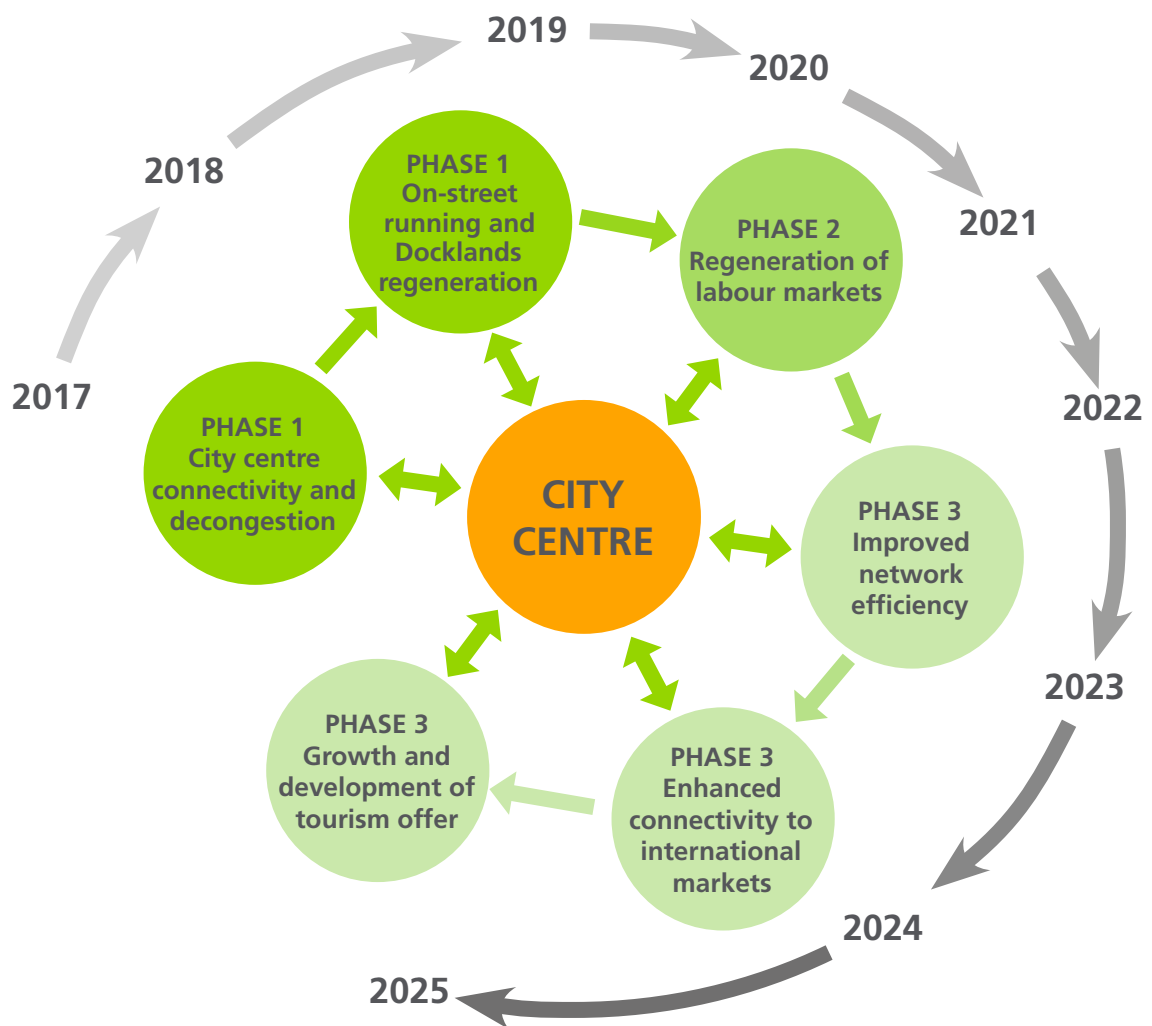 2017
2018
2019
2020
2021
2022
2023
2024
2025
PHASE 1
City centre
connectivity and
decongestion
PHASE 1
On-street
running and
Docklands
regeneration
PHASE 2
Regeneration of
labour markets
PHASE 3
Improved
network
efficiency
PHASE 3
Enhanced
connectivity to
international
markets
PHASE 3
Growth and
development of
tourism offer
CITY
CENTRE